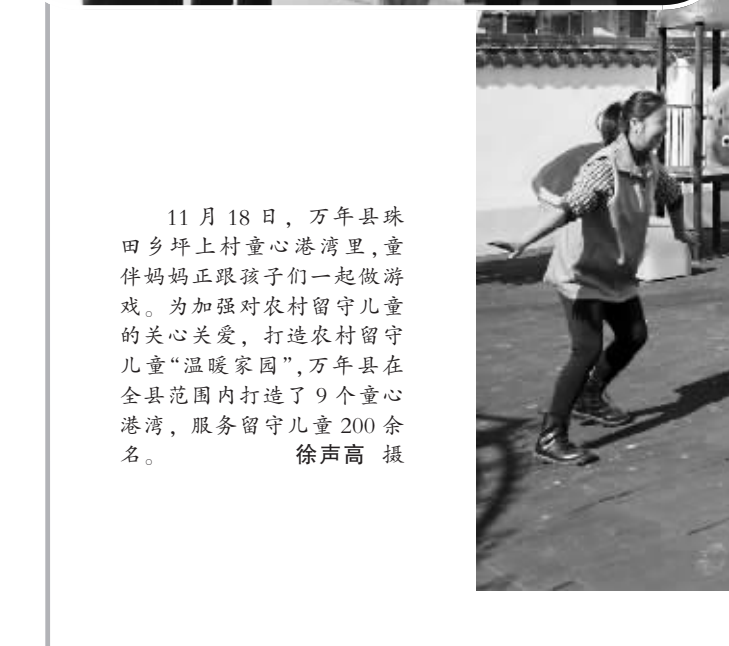 11 月 18 日，万年县珠
田乡坪上村童心港湾里，童
伴妈妈正跟孩子们一起做游
戏。为加强对农村留守儿童
的关心关爱，打造农村留守
儿童“温暖家园”，万年县在
全县范围内打造了 9 个童心
港湾，服务留守儿童 200 余
名。 徐声高 摄